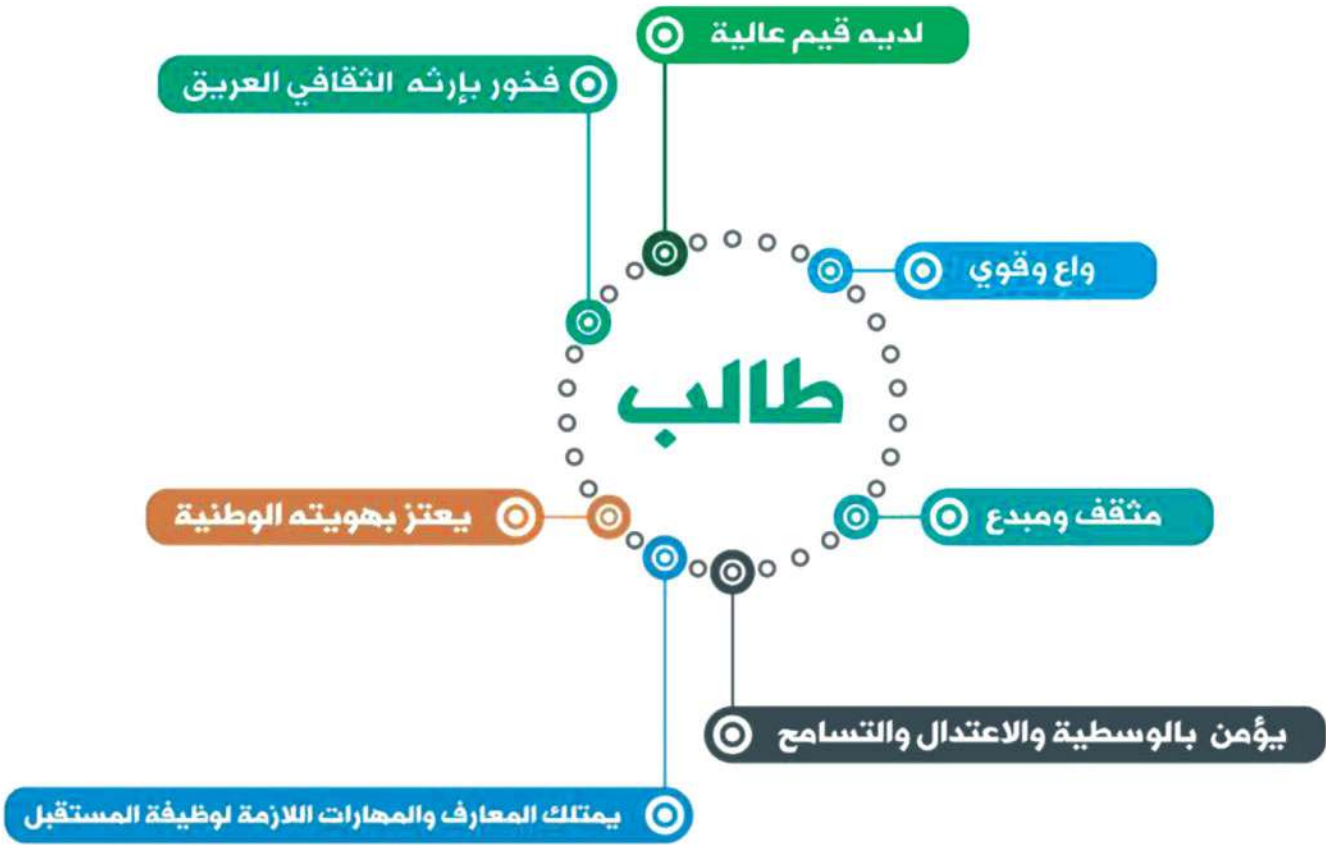 لديه قيم عالية
فخور بإرثه الثقافي العريق
واع وقوي
طالب
يعتز بهويته الوطنية
مثقف ومبدع
يؤمن بالوسطية والاعتدال والتسامح
يمتلك المعارف والمهارات اللازمة لوظيفة المستقبل